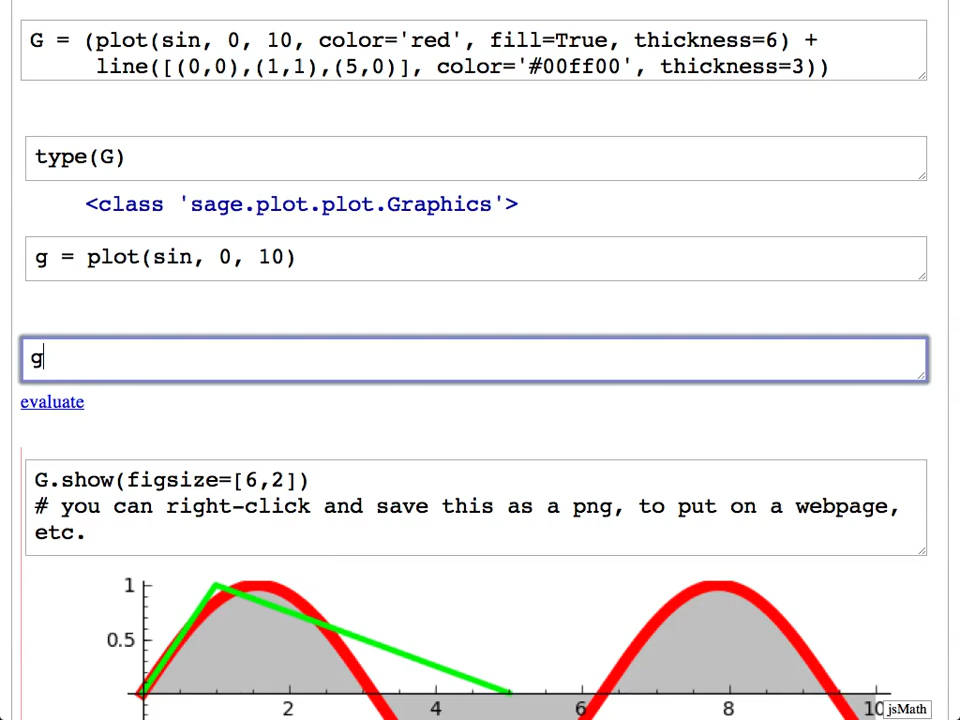 G = (plot(sin, 0, 10, color='red', fill=True, thickness=6) +
line([(0,0),(1,1),(5,0)], color='#00ff00', thickness=3))
type(G)
<class 'sage.plot.plot.Graphics'>
g = plot(sin, 0, 10)
g
evaluate
G.show(figsize=[6,2])
# you can right-click and save this as a png, to put on a webpage,
etc.
1
0.5
2 4 6 8 10
jsMath